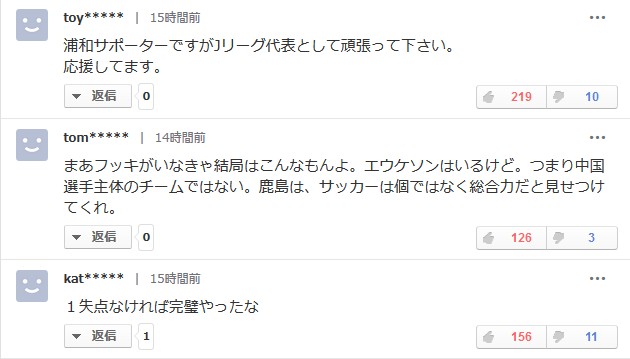 toy***** | 15時間前
浦和サポーターですがJリーグ代表として頑張って下さい。
応援してます。
返信 0 219 10
tom***** | 14時間前
まあフッキがいなきゃ結局はこんなもんよ。エウケソンはいるけど。つまり中国
選手主体のチームではない。鹿島は、サッカーは個ではなく総合力だと見せつけ
てくれ。
返信 0 126 3
kat***** | 15時間前
１失点なければ完璧やったな
返信 1 156 11